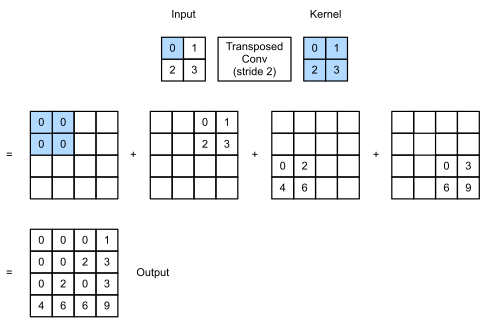 Input Kernel
0 1 Transposed 0 1
Conv
2 3 (stride 2) 2 3
0 0 0 1
0 0 2 3
= + + +
0 2 0 3
4 6 6 9
0 0 0 1
0 0 2 3
= Output
0 2 0 3
4 6 6 9